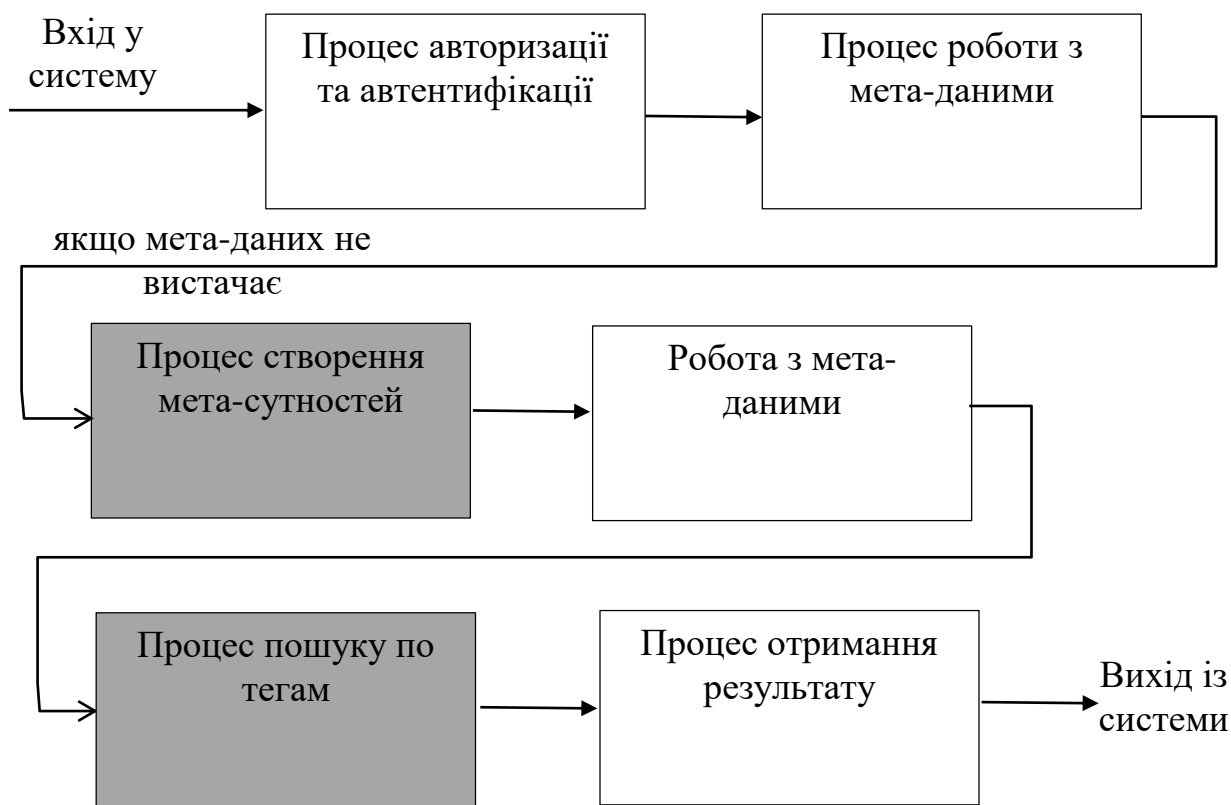 Вхід у
систему
Процес авторизації
та автентифікації
Процес роботи з
мета-даними
якщо мета-даних не
вистачає
Процес створення
мета-сутностей
Робота з мета-
даними
Процес пошуку по
тегам
Процес отримання
результату
Вихід із
системи